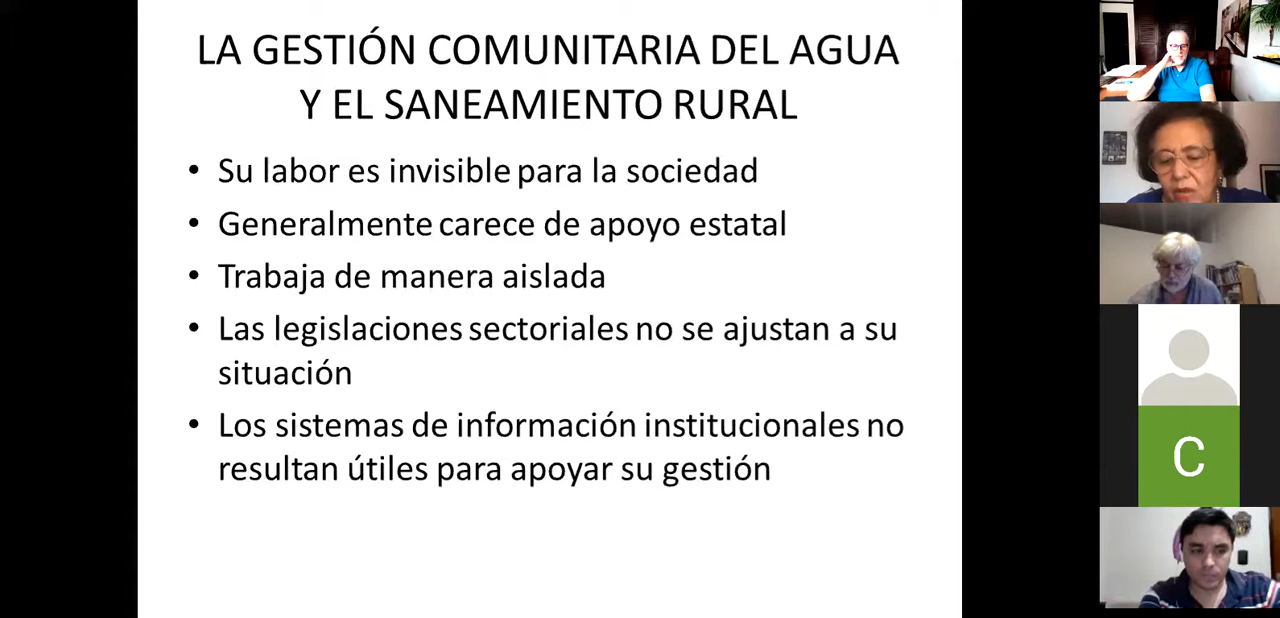 LA GESTIÓN COMUNITARIA DEL AGUA
Y EL SANEAMIENTO RURAL
• Su labor es invisible para la sociedad
• Generalmente carece de apoyo estatal
• Trabaja de manera aislada
• Las legislaciones sectoriales no se ajustan a su
situación
• Los sistemas de información institucionales no
resultan útiles para apoyar su gestión
C